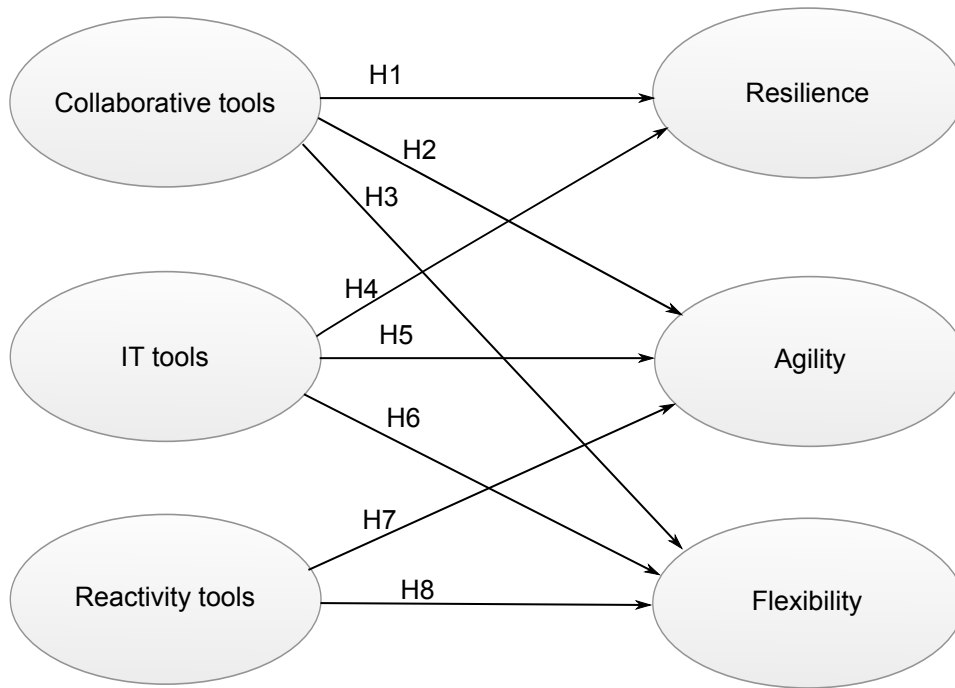 Collaborative tools
H1
Resilience
H2
H3
H4
IT tools
H5
Agility
H6
H7
Reactivity tools
H8
Flexibility